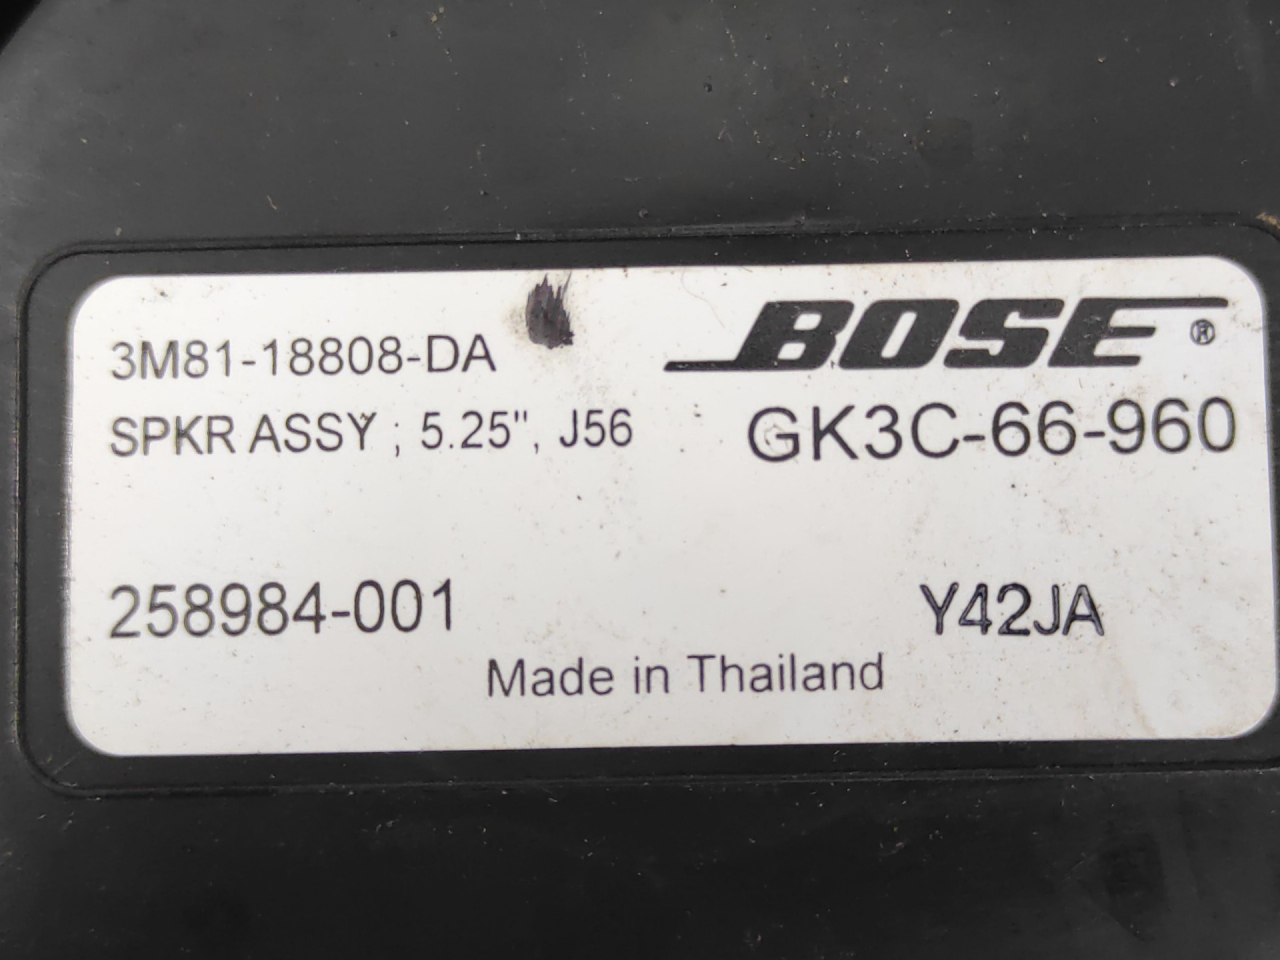 BOSE®
3M81-18808-DA
SPKR ASSY ; 5.25", J56
GK3C-66-960
258984-001
Y42JA
Made in Thailand